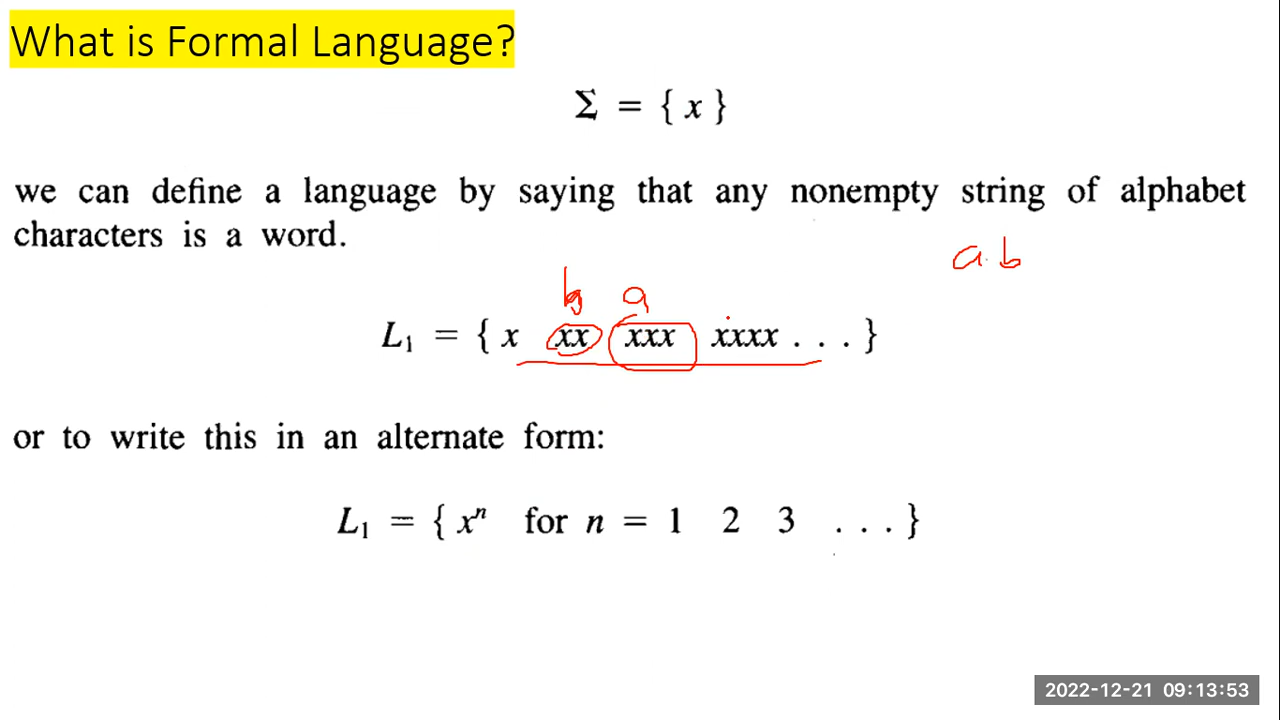 What is Formal Language?
Σ = { x }
we can define a language by saying that any nonempty string of alphabet
characters is a word.
a b
b a
L₁ = { x xx xxx xxxx . . . }
or to write this in an alternate form:
L₁ = { xⁿ for n = 1 2 3 . . . }
2022-12-21 09:13:53